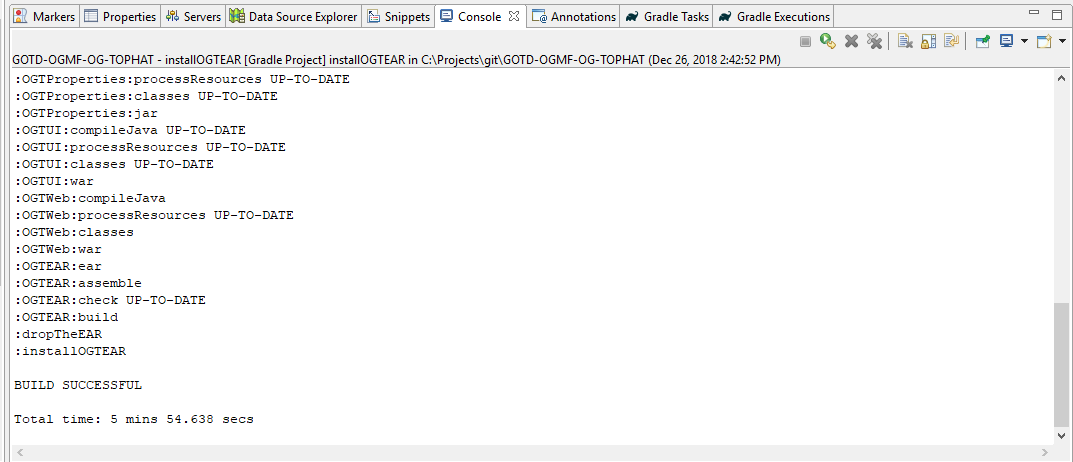 Markers Properties Servers Data Source Explorer Snippets Console Annotations Gradle Tasks Gradle Executions
GOTD-OGMF-OG-TOPHAT - installOGTEAR [Gradle Project] installOGTEAR in C:\Projects\git\GOTD-OGMF-OG-TOPHAT (Dec 26, 2018 2:42:52 PM)
:OGTProperties:processResources UP-TO-DATE
:OGTProperties:classes UP-TO-DATE
:OGTProperties:jar
:OGTUI:compileJava UP-TO-DATE
:OGTUI:processResources UP-TO-DATE
:OGTUI:classes UP-TO-DATE
:OGTUI:war
:OGTWeb:compileJava
:OGTWeb:processResources UP-TO-DATE
:OGTWeb:classes
:OGTWeb:war
:OGTEAR:ear
:OGTEAR:assemble
:OGTEAR:check UP-TO-DATE
:OGTEAR:build
:dropTheEAR
:installOGTEAR
BUILD SUCCESSFUL
Total time: 5 mins 54.638 secs